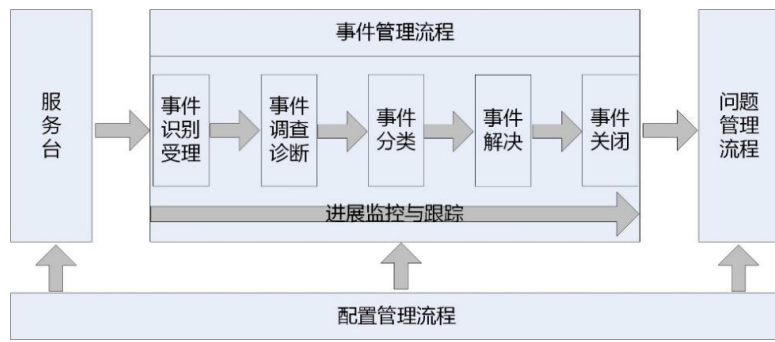 事件管理流程
服
务
台
事件
识别
受理
事件
调查
诊断
事件
分类
事件
解决
事件
关闭
问题
管理
流程
进展监控与跟踪
配置管理流程